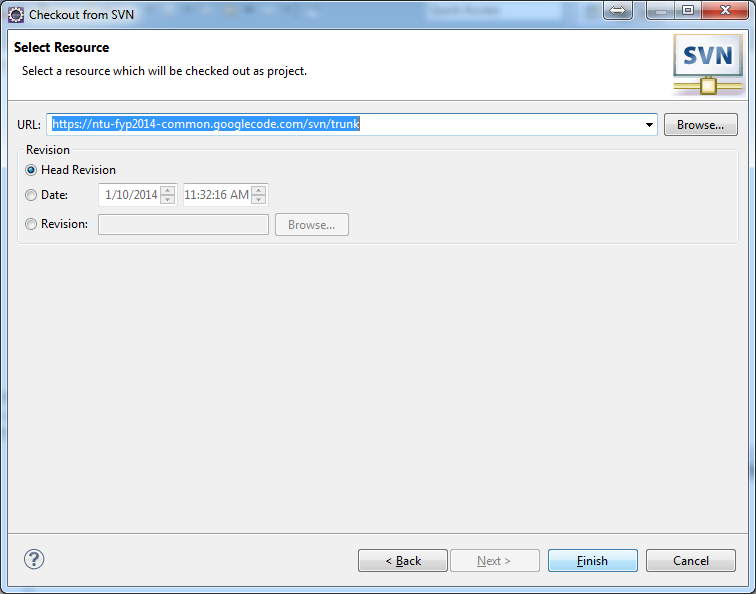 Checkout from SVN
Select Resource
Select a resource which will be checked out as project.
SVN
URL: https://ntu-fyp2014-common.googlecode.com/svn/trunk Browse...
Revision
Head Revision
Date: 1/10/2014 11:32:16 AM
Revision: Browse...
? < Back Next > Finish Cancel